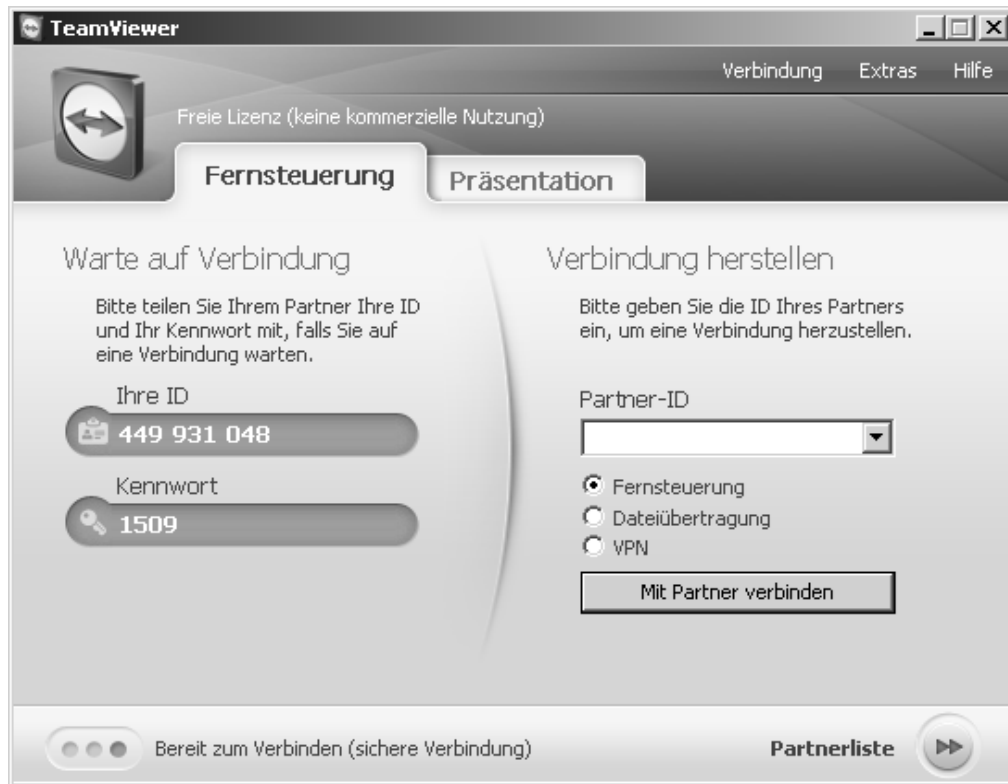 TeamViewer
Verbindung Extras Hilfe
Freie Lizenz (keine kommerzielle Nutzung)
Fernsteuerung Präsentation
Warte auf Verbindung
Bitte teilen Sie Ihrem Partner Ihre ID
und Ihr Kennwort mit, falls Sie auf
eine Verbindung warten.
Ihre ID
449 931 048
Kennwort
1509
Verbindung herstellen
Bitte geben Sie die ID Ihres Partners
ein, um eine Verbindung herzustellen.
Partner-ID
Fernsteuerung
Dateiübertragung
VPN
Mit Partner verbinden
Bereit zum Verbinden (sichere Verbindung)
Partnerliste